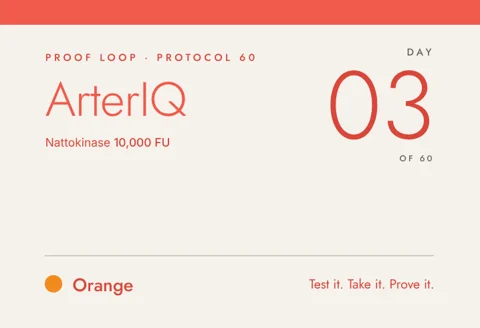 PROOF LOOP · PROTOCOL 60
ArterIQ
Nattokinase 10,000 FU
DAY
03
OF 60
Orange
Test it. Take it. Prove it.